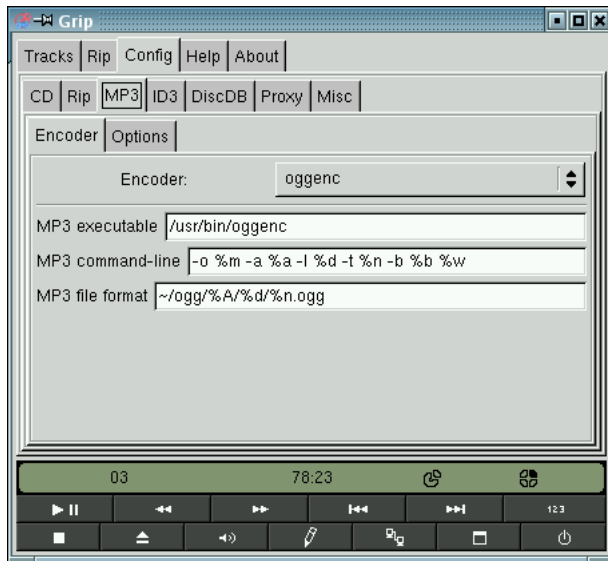 Grip
Tracks Rip Config Help About
CD Rip MP3 ID3 DiscDB Proxy Misc
Encoder Options
Encoder: oggenc
MP3 executable /usr/bin/oggenc
MP3 command-line -o %m -a %a -l %d -t %n -b %b %w
MP3 file format ~/ogg/%A/%d/%n.ogg
03 78:23
123